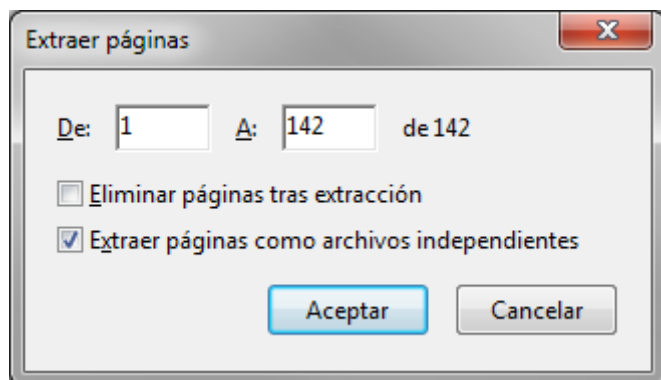 Extraer páginas
De: 1 A: 142 de 142
Eliminar páginas tras extracción
Extraer páginas como archivos independientes
Aceptar Cancelar